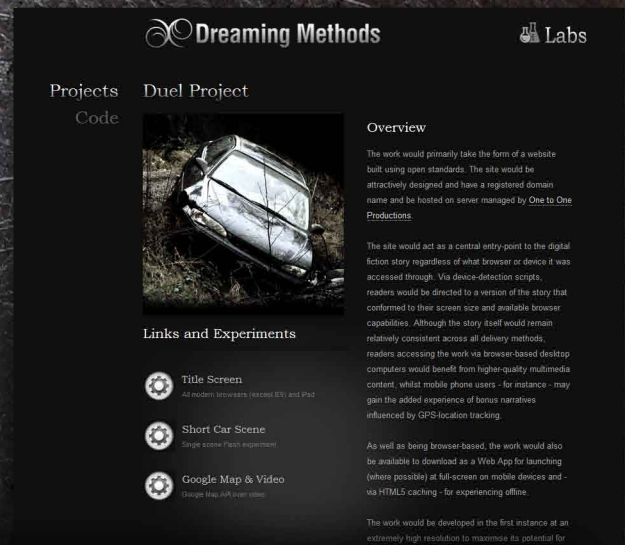 Dreaming Methods
Labs
Projects
Code
Duel Project
Links and Experiments
Title Screen
All modern browsers (except IE9) and iPad
Short Car Scene
Single scene Flash experiment
Google Map & Video
Google Map API over video
Overview
The work would primarily take the form of a website
built using open standards. The site would be
attractively designed and have a registered domain
name and be hosted on server managed by One to One
Productions.
The site would act as a central entry-point to the digital
fiction story regardless of what browser or device it was
accessed through. Via device-detection scripts,
readers would be directed to a version of the story that
conformed to their screen size and available browser
capabilities. Although the story itself would remain
relatively consistent across all delivery methods,
readers accessing the work via browser-based desktop
computers would benefit from higher-quality multimedia
content, whilst mobile phone users - for instance - may
gain the added experience of bonus narratives
influenced by GPS-location tracking.
As well as being browser-based, the work would also
be available to download as a Web App for launching
(where possible) at full-screen on mobile devices and -
via HTML5 caching - for experiencing offline.
The work would be developed in the first instance at an
extremely high resolution to maximise its potential for